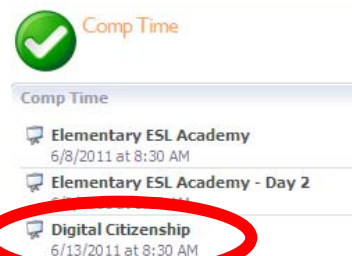 Comp Time
Comp Time
Elementary ESL Academy
6/8/2011 at 8:30 AM
Elementary ESL Academy - Day 2
Digital Citizenship
6/13/2011 at 8:30 AM